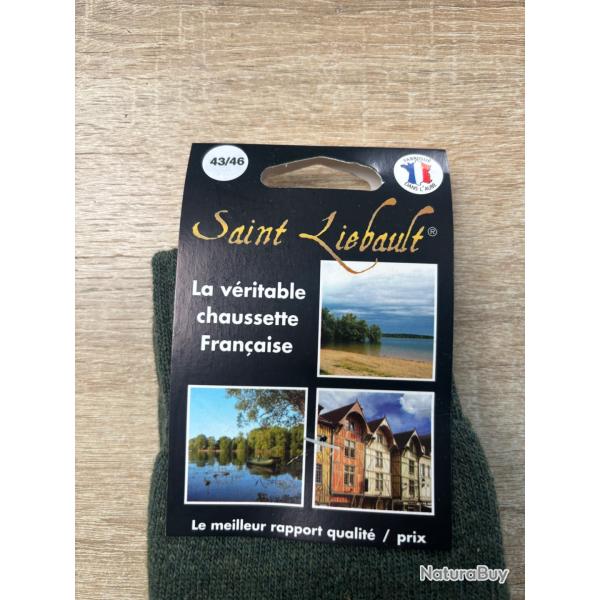 43/46
FABRIQUÉ
DANS L'AUBE
Saint Liebault®
La véritable
chaussette
Française
Le meilleur rapport qualité / prix
NaturaBuy